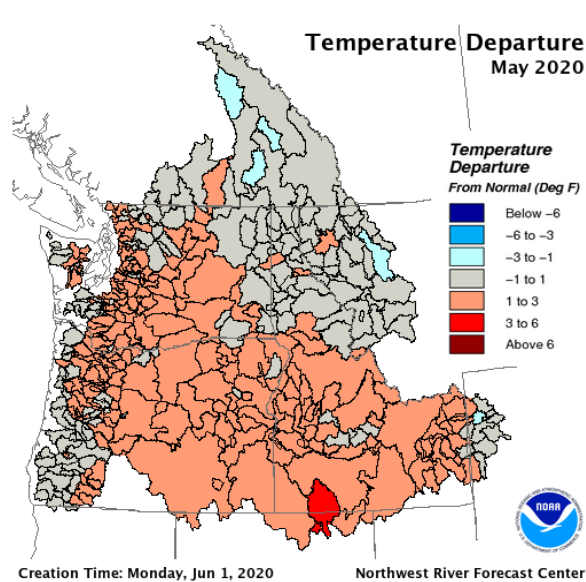 Temperature Departure
May 2020
Temperature
Departure
From Normal (Deg F)
Below −6
−6 to −3
−3 to −1
−1 to 1
1 to 3
3 to 6
Above 6
NOAA
Creation Time: Monday, Jun 1, 2020
Northwest River Forecast Center